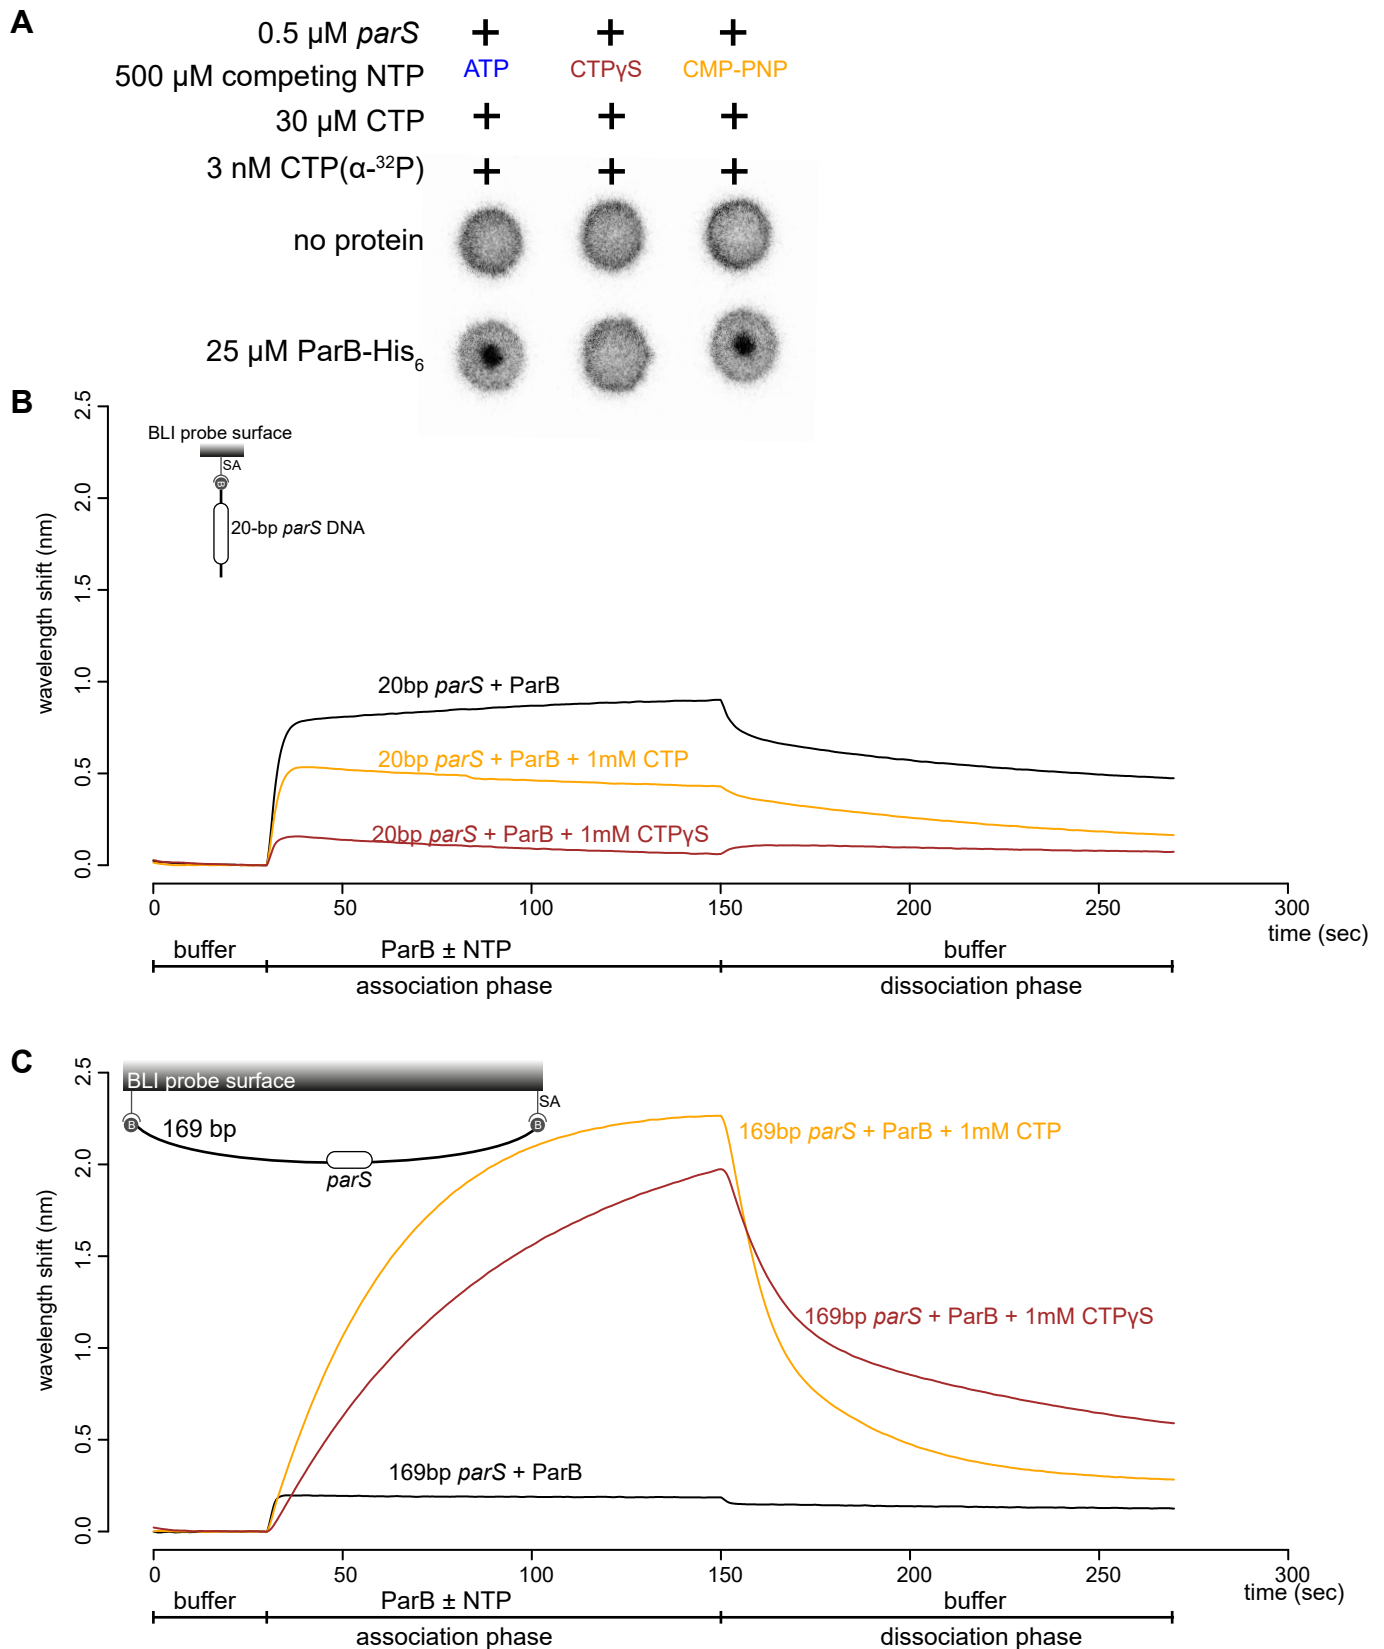 A
0.5 µM parS
500 µM competing NTP ATP CTPγS CMP-PNP
30 µM CTP
3 nM CTP(α-³²P)
no protein
25 µM ParB-His₆
B
BLI probe surface
SA
B
20-bp parS DNA
wavelength shift (nm)
2.5
2.0
1.5
1.0
0.5
0.0
20bp parS + ParB
20bp parS + ParB + 1mM CTP
20bp parS + ParB + 1mM CTPγS
0 50 100 150 200 250 300
time (sec)
buffer ParB ± NTP buffer
association phase dissociation phase
C
BLI probe surface
SA
B B
169 bp
parS
wavelength shift (nm)
2.5
2.0
1.5
1.0
0.5
0.0
169bp parS + ParB + 1mM CTP
169bp parS + ParB + 1mM CTPγS
169bp parS + ParB
0 50 100 150 200 250 300
time (sec)
buffer ParB ± NTP buffer
association phase dissociation phase